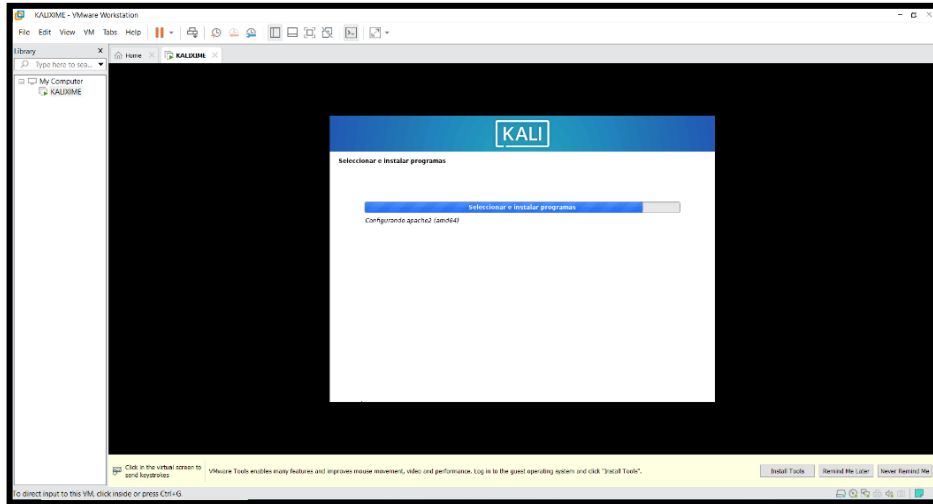 KALIXIME - VMware Workstation
File Edit View VM Tabs Help
Library
Type here to sea...
Home
KALIXIME
My Computer
KALIXIME
KALI
Seleccionar e instalar programas
Seleccionar e instalar programas
Configurando apache2 (amd64)
Click in the virtual screen to
send keystrokes
VMware Tools enables many features and improves mouse movement, video and performance. Log in to the guest operating system and click "Install Tools".
Install Tools
Remind Me Later
Never Remind Me
To direct input to this VM, click inside or press Ctrl+G.